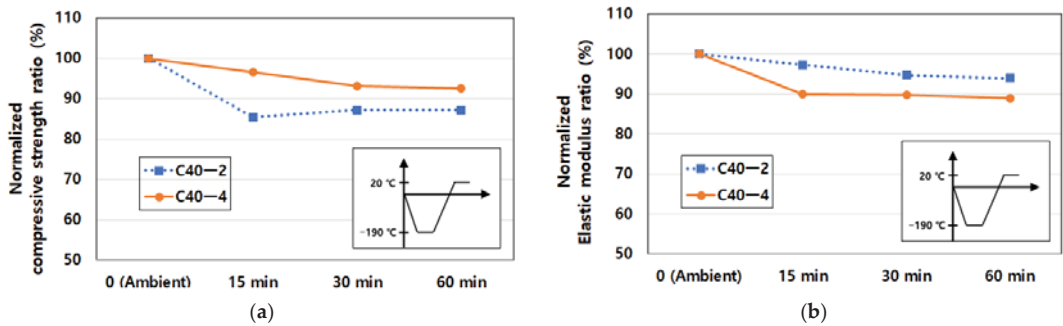 (a)
110
100
90
80
70
60
50
Normalized
compressive strength ratio (%)
C40−2
C40−4
20 ℃
−190 ℃
0 (Ambient) 15 min 30 min 60 min
(a)
(b)
110
100
90
80
70
60
50
Normalized
Elastic modulus ratio (%)
C40−2
C40−4
20 ℃
−190 ℃
0 (Ambient) 15 min 30 min 60 min
(b)